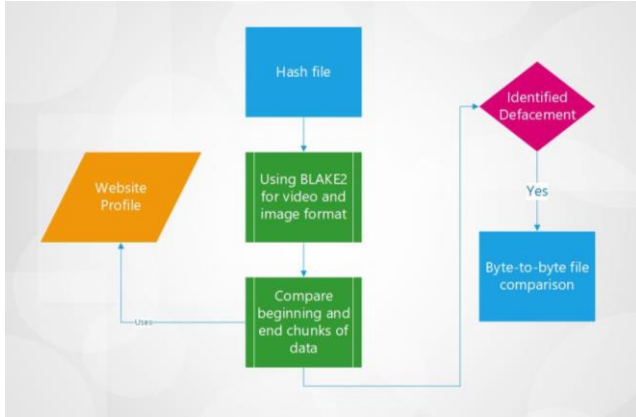 Hash file
Identified
Defacement
Website
Profile
Using BLAKE2
for video and
image format
Yes
Byte-to-byte file
comparison
Compare
beginning and
end chunks of
data
Uses